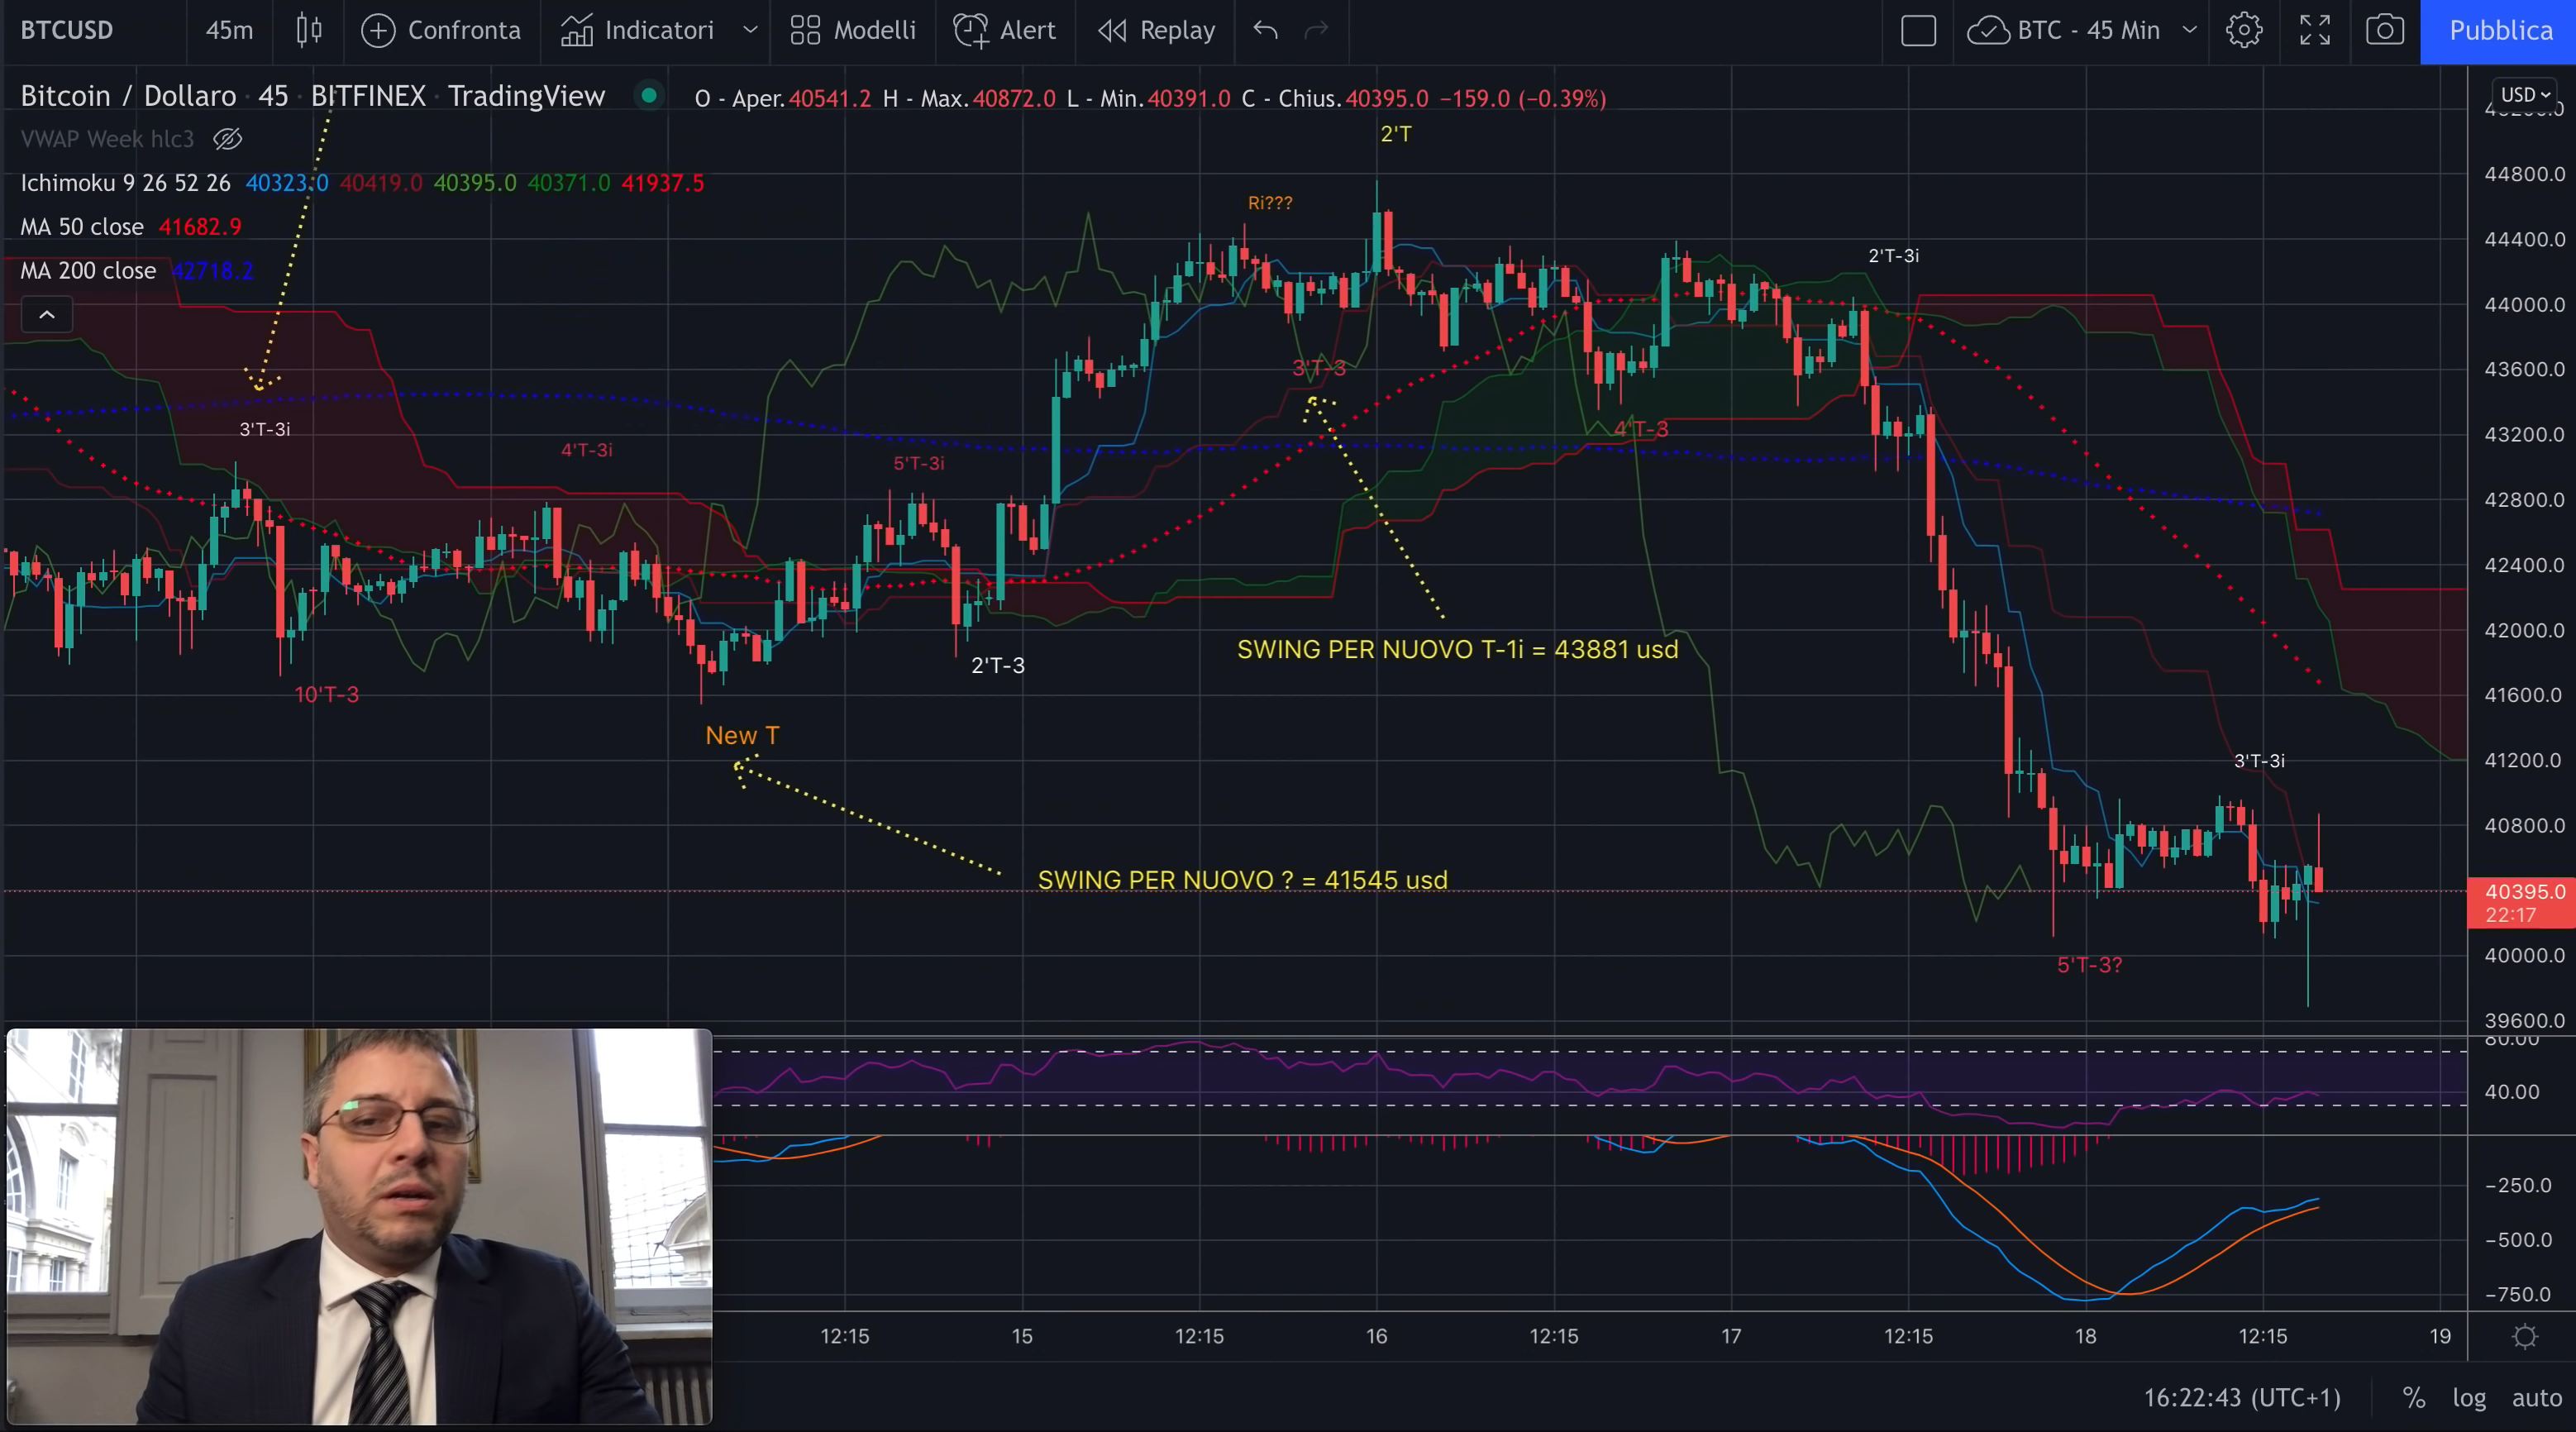 BTCUSD 45m Confronta Indicatori Modelli Alert Replay BTC - 45 Min Pubblica
Bitcoin / Dollaro · 45 · BITFINEX · TradingView O - Aper.40541.2 H - Max.40872.0 L - Min.40391.0 C - Chius.40395.0 −159.0 (−0.39%)
USD
VWAP Week hlc3
2'T
Ichimoku 9 26 52 26 40323.0 40419.0 40395.0 40371.0 41937.5
44800.0
Ri???
MA 50 close 41682.9
44400.0
2'T-3i
MA 200 close 42718.2
44000.0
3'T-3
43600.0
3'T-3i
4'T-3
43200.0
4'T-3i
5'T-3i
42800.0
42400.0
42000.0
SWING PER NUOVO T-1i = 43881 usd
2'T-3
10'T-3
41600.0
New T
3'T-3i
41200.0
40800.0
SWING PER NUOVO ? = 41545 usd
40395.0
22:17
40000.0
5'T-3?
39600.0
80.00
40.00
−250.0
−500.0
−750.0
12:15 15 12:15 16 12:15 17 12:15 18 12:15 19
16:22:43 (UTC+1) % log auto